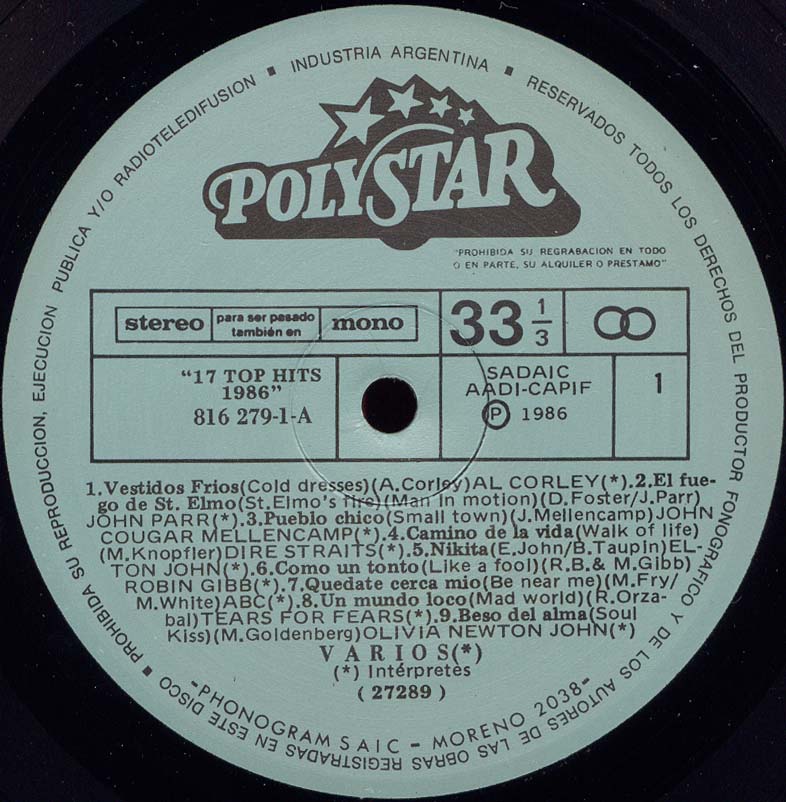 PROHIBIDA SU REPRODUCCION, EJECUCION PUBLICA Y/O RADIOTELEDIFUSION ■ INDUSTRIA ARGENTINA ■ RESERVADOS TODOS LOS DERECHOS DEL PRODUCTOR FONOGRAFICO Y DE LOS AUTORES DE LAS OBRAS REGISTRADAS EN ESTE DISCO ■
POLYSTAR
"PROHIBIDA SU REGRABACION EN TODO
O EN PARTE, SU ALQUILER O PRESTAMO"
stereo
para ser pasado
también en
mono
33 1/3
"17 TOP HITS
1986"
816 279-1-A
SADAIC
AADI-CAPIF
Ⓟ 1986
1
1.Vestidos Frios(Cold dresses)(A.Corley)AL CORLEY(*).2.El fue-
go de St. Elmo(St.Elmo's fire)(Man in motion)(D.Foster/J.Parr)
JOHN PARR(*).3.Pueblo chico(Small town)(J.Mellencamp)JOHN
COUGAR MELLENCAMP(*).4.Camino de la vida(Walk of life)
(M.Knopfler)DIRE STRAITS(*).5.Nikita(E.John/B.Taupin)EL-
TON JOHN(*).6.Como un tonto(Like a fool)(R.B.& M.Gibb)
ROBIN GIBB(*).7.Quedate cerca mio(Be near me)(M.Fry/
M.White)ABC(*).8.Un mundo loco(Mad world)(R.Orza-
bal)TEARS FOR FEARS(*).9.Beso del alma(Soul
Kiss)(M.Goldenberg)OLIVIA NEWTON JOHN(*)
VARIOS(*)
(*) Intérpretes
(27289)
-PHONOGRAM SAIC - MORENO 2038-